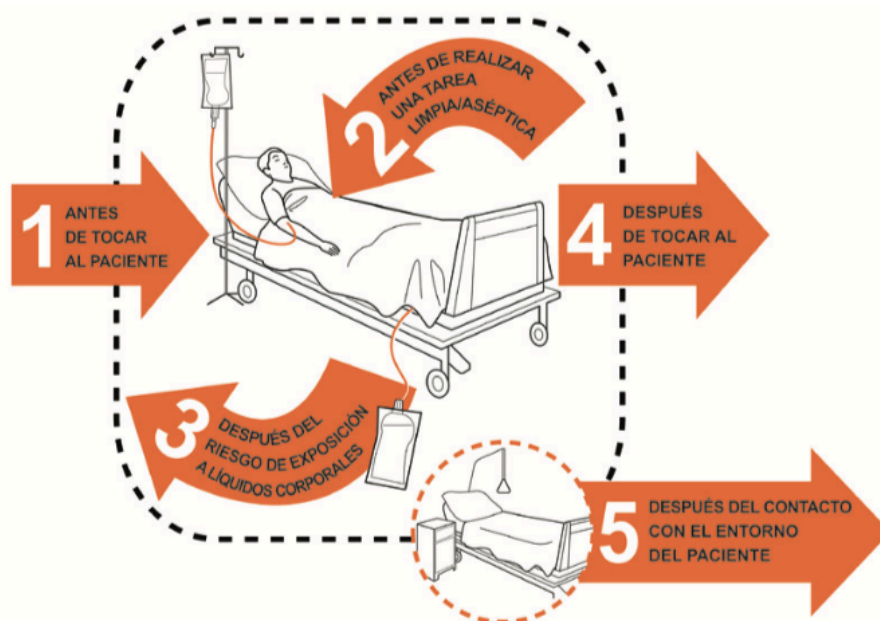 1 ANTES
DE TOCAR
AL PACIENTE
2 ANTES DE REALIZAR
UNA TAREA
LIMPIA/ASÉPTICA
3 DESPUÉS DEL
RIESGO DE EXPOSICIÓN
A LÍQUIDOS CORPORALES
4 DESPUÉS
DE TOCAR AL
PACIENTE
5 DESPUÉS DEL CONTACTO
CON EL ENTORNO
DEL PACIENTE